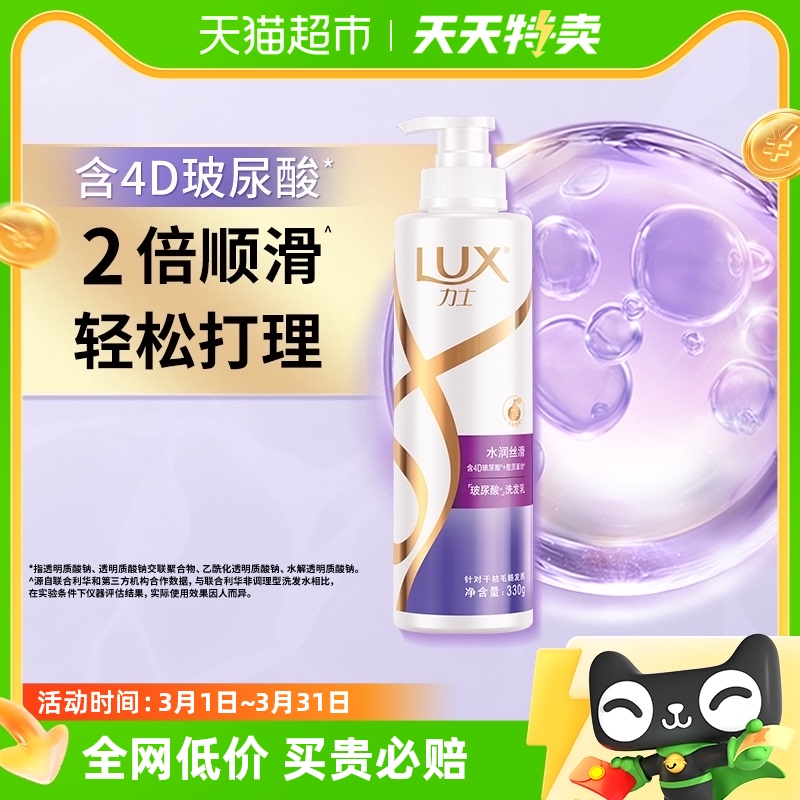 天猫超市 | 天天特卖
含4D玻尿酸*
2倍顺滑^
轻松打理
LUX®
力士
水润丝滑
含4D玻尿酸*+胶原蛋白
「玻尿酸+」洗发乳
针对干枯毛糙发质
净含量：330g
*指透明质酸钠、透明质酸钠交联聚合物、乙酰化透明质酸钠、水解透明质酸钠。
^源自联合利华和第三方机构合作数据，与联合利华非调理型洗发水相比，
在实验条件下仪器评估结果，实际使用效果因人而异。
活动时间：3月1日~3月31日
全网低价 买贵必赔